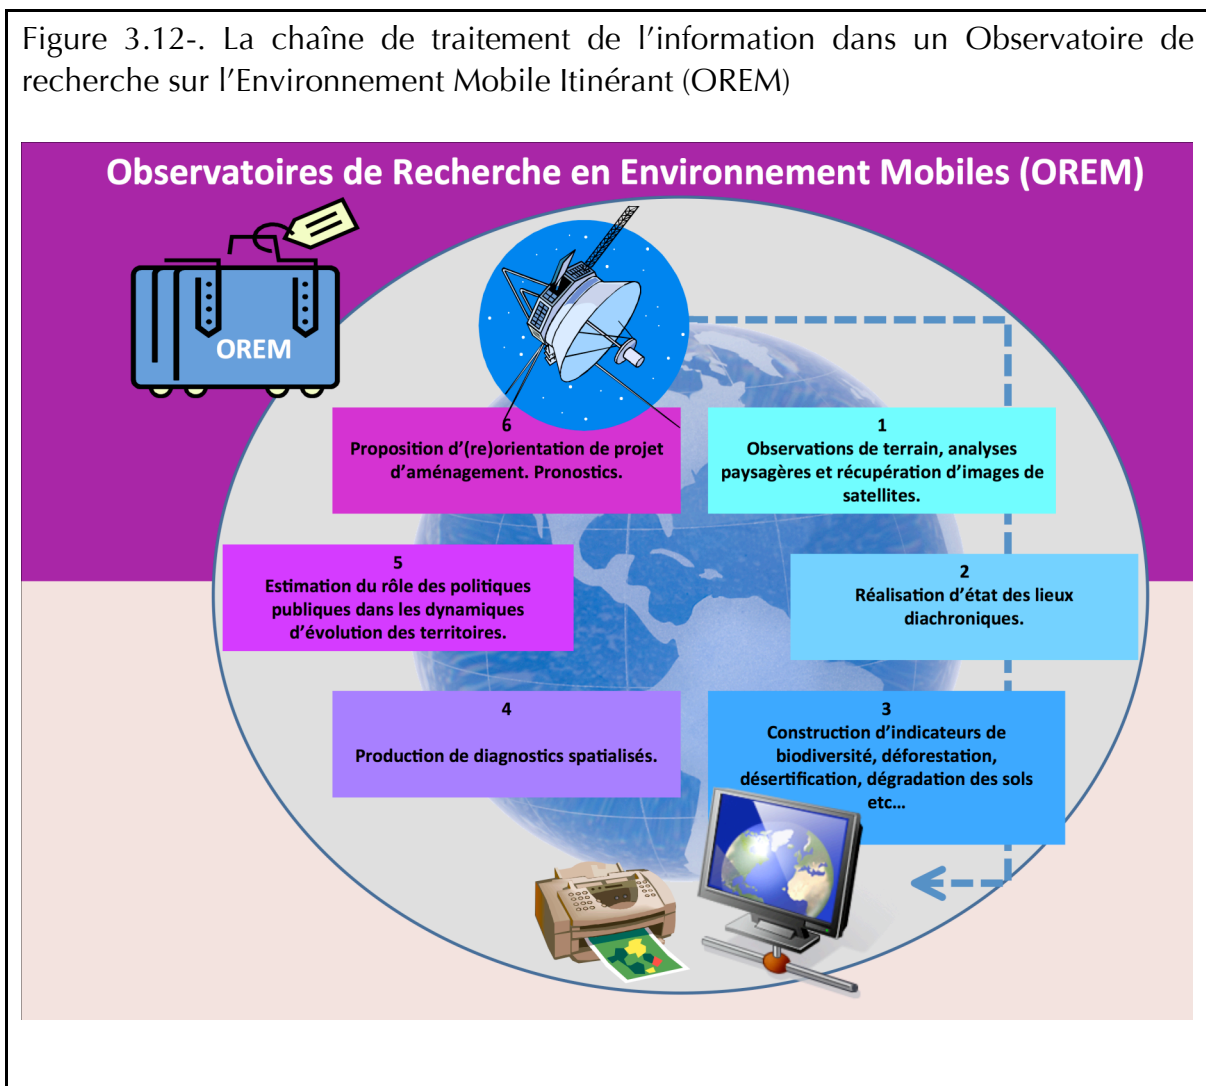 Figure 3.12-. La chaîne de traitement de l’information dans un Observatoire de
recherche sur l’Environnement Mobile Itinérant (OREM)
Observatoires de Recherche en Environnement Mobiles (OREM)
OREM
6
Proposition d’(re)orientation de projet
d’aménagement. Pronostics.
1
Observations de terrain, analyses
paysagères et récupération d’images de
satellites.
5
Estimation du rôle des politiques
publiques dans les dynamiques
d’évolution des territoires.
2
Réalisation d’état des lieux
diachroniques.
4
Production de diagnostics spatialisés.
3
Construction d’indicateurs de
biodiversité, déforestation,
désertification, dégradation des sols
etc…